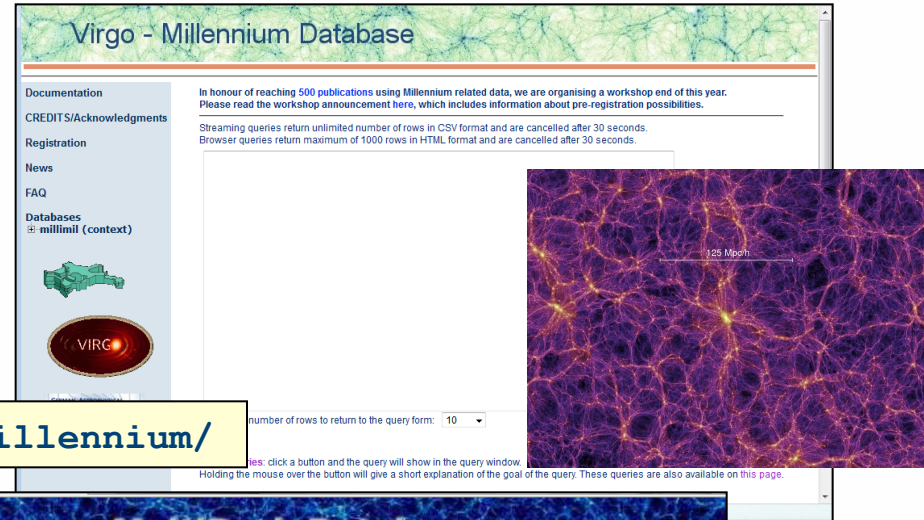 Virgo - Millennium Database
Documentation
CREDITS/Acknowledgments
Registration
News
FAQ
Databases
millimil (context)
VIRGO
In honour of reaching 500 publications using Millennium related data, we are organising a workshop end of this year.
Please read the workshop announcement here, which includes information about pre-registration possibilities.
Streaming queries return unlimited number of rows in CSV format and are cancelled after 30 seconds.
Browser queries return maximum of 1000 rows in HTML format and are cancelled after 30 seconds.
125 Mpc/h
number of rows to return to the query form: 10
illennium/
ies: click a button and the query will show in the query window.
Holding the mouse over the button will give a short explanation of the goal of the query. These queries are also available on this page.